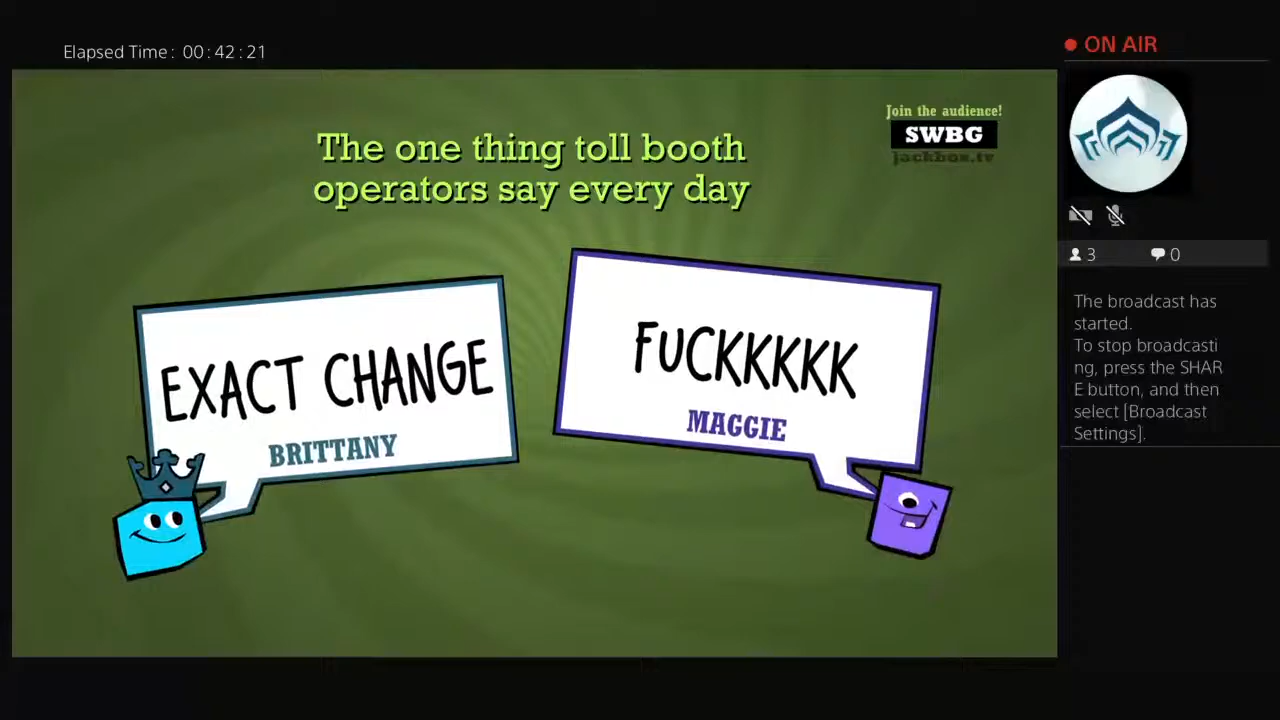 Elapsed Time: 00:42:21
ON AIR
Join the audience!
SWBG
jackbox.tv
The one thing toll booth
operators say every day
EXACT CHANGE
BRITTANY
FUCKKKKK
MAGGIE
3
0
The broadcast has
started.
To stop broadcasti
ng, press the SHAR
E button, and then
select [Broadcast
Settings].